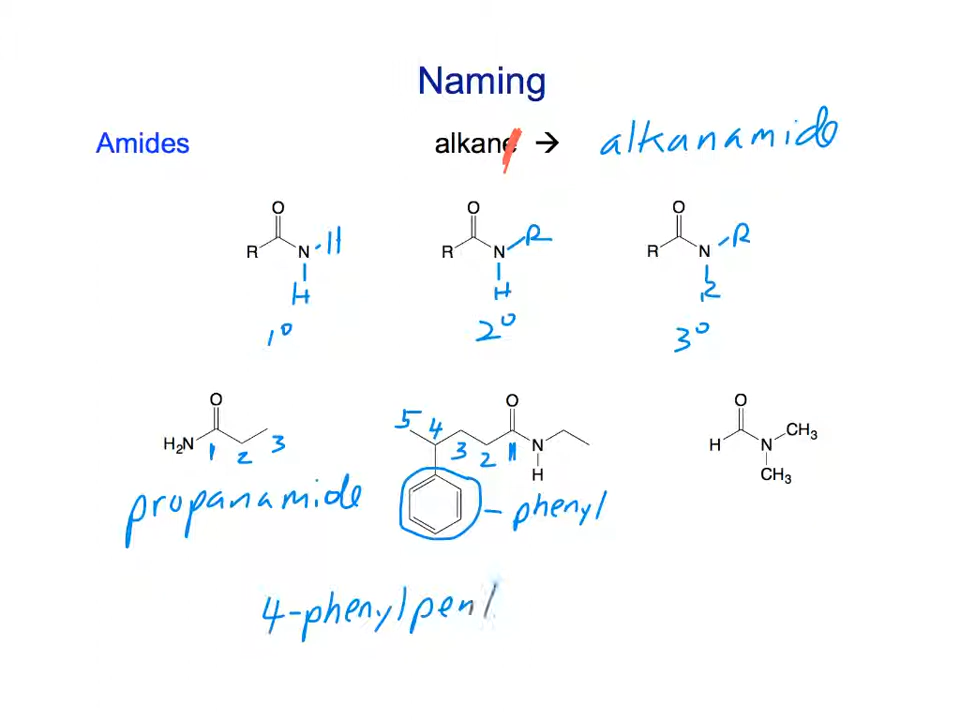 Naming
Amides alkane → alkanamide
O O O
R N H R N R R N R
H H R
1° 2° 3°
O O O
H₂N 1 2 3 5 4 3 2 1 N H N CH₃
H CH₃
propanamide phenyl
4-phenylpent